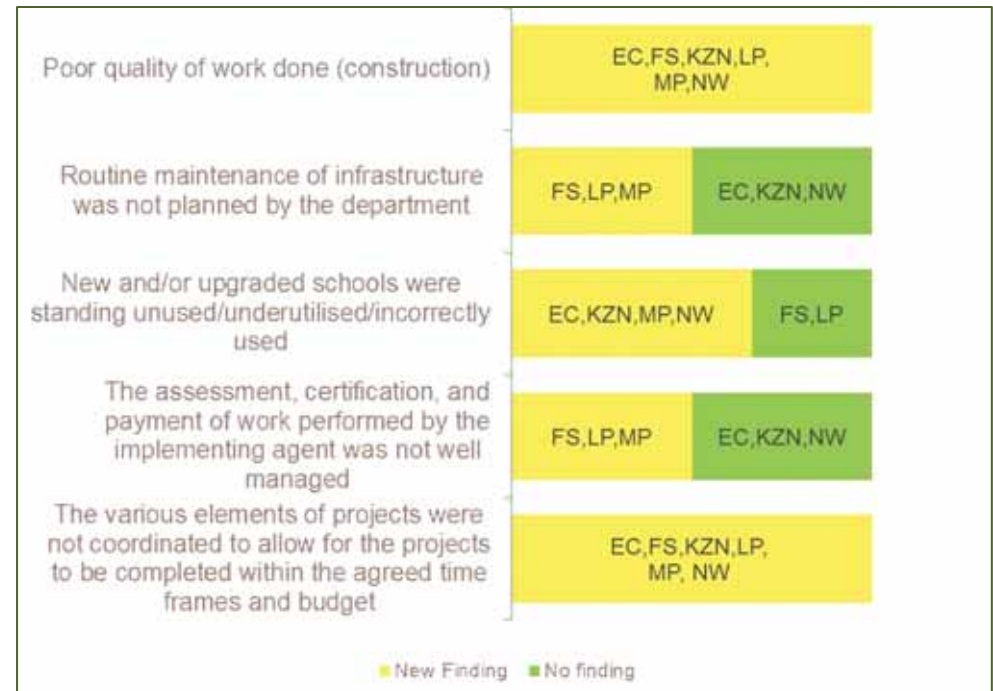 Poor quality of work done (construction)
EC,FS,KZN,LP,
MP,NW
Routine maintenance of infrastructure
was not planned by the department
FS,LP,MP
EC,KZN,NW
New and/or upgraded schools were
standing unused/underutilised/incorrectly
used
EC,KZN,MP,NW
FS,LP
The assessment, certification, and
payment of work performed by the
implementing agent was not well
managed
FS,LP,MP
EC,KZN,NW
The various elements of projects were
not coordinated to allow for the projects
to be completed within the agreed time
frames and budget
EC,FS,KZN,LP,
MP, NW
New Finding
No finding